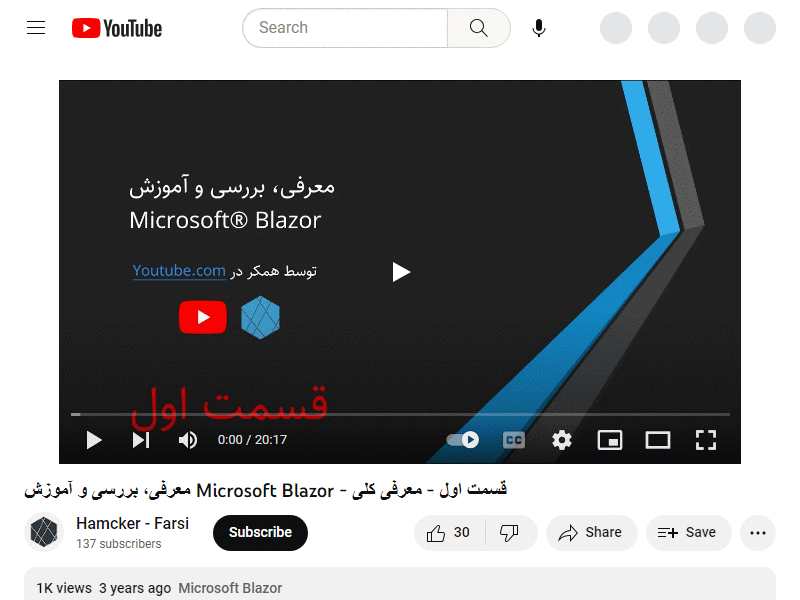 YouTube
Search
معرفی، بررسی و آموزش
Microsoft® Blazor
توسط همکر در Youtube.com
قسمت اول
0:00 / 20:17
CC
قسمت اول - معرفی کلی - Microsoft Blazor معرفی، بررسی و آموزش
Hamcker - Farsi
137 subscribers
Subscribe
30
Share
Save
1K views 3 years ago Microsoft Blazor